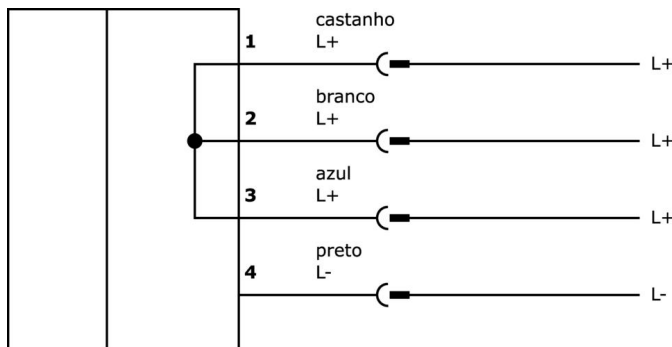 castanho
1 L+
L+
branco
2 L+
L+
azul
3 L+
L+
preto
4 L-
L-